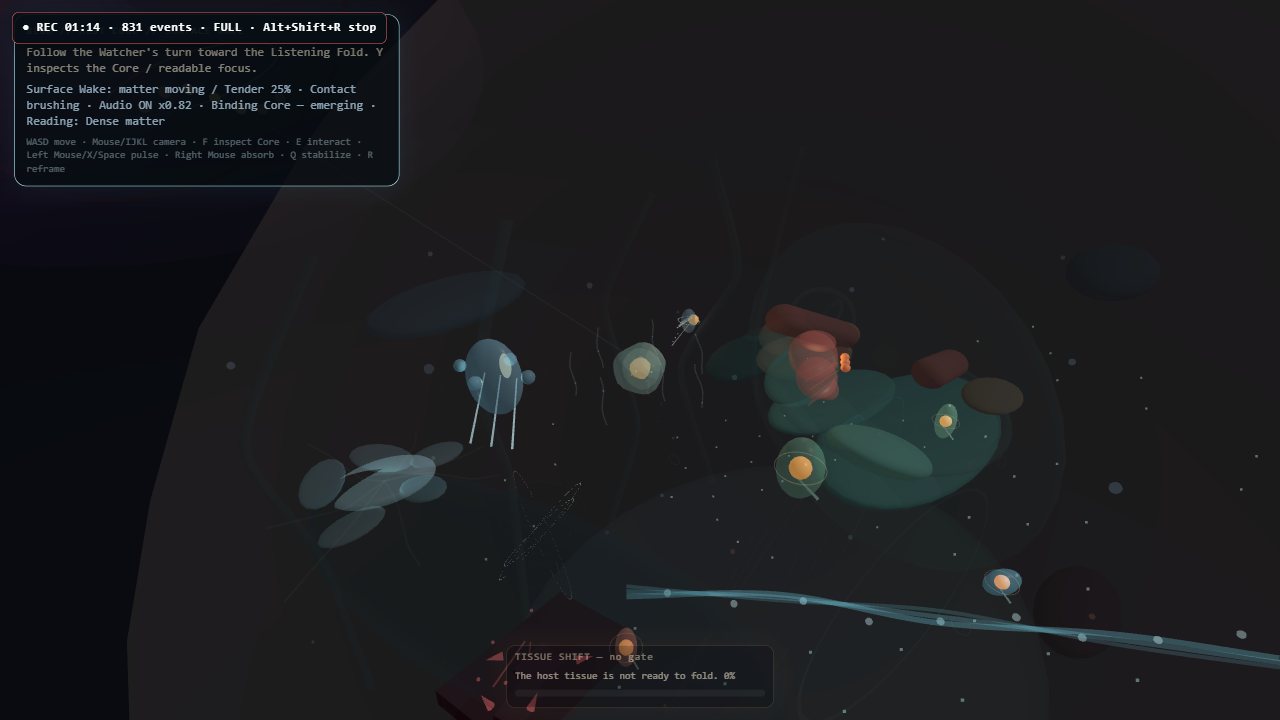 ● REC 01:14 · 831 events · FULL · Alt+Shift+R stop
Follow the Watcher's turn toward the Listening Fold. Y
inspects the Core / readable focus.
Surface Wake: matter moving / Tender 25% · Contact
brushing · Audio ON x0.82 · Binding Core — emerging ·
Reading: Dense matter
WASD move · Mouse/IJKL camera · F inspect Core · E interact ·
Left Mouse/X/Space pulse · Right Mouse absorb · Q stabilize · R
reframe
TISSUE SHIFT — no gate
The host tissue is not ready to fold. 0%